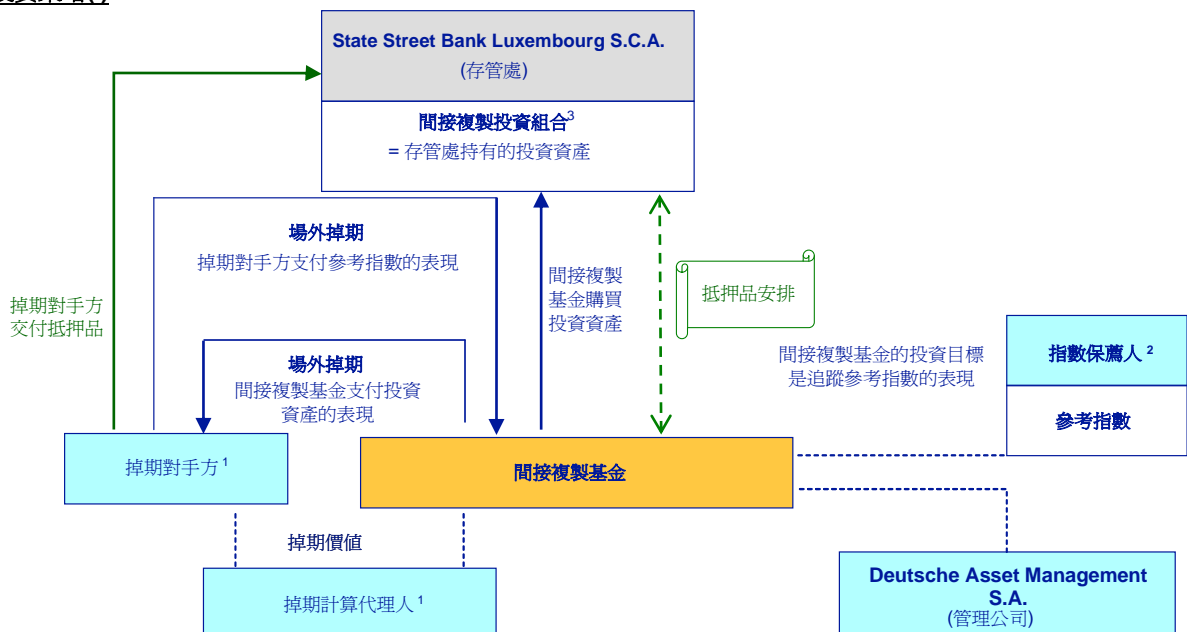 State Street Bank Luxembourg S.C.A.
(存管處)
間接複製投資組合3
= 存管處持有的投資資產
場外掉期
掉期對手方支付參考指數的表現
間接複製
基金購買
投資資產
抵押品安排
掉期對手方
交付抵押品
場外掉期
間接複製基金支付投資
資產的表現
間接複製基金的投資目標
是追蹤參考指數的表現
指數保薦人 2
參考指數
掉期對手方 1
間接複製基金
掉期價值
掉期計算代理人 1
Deutsche Asset Management
S.A.
(管理公司)